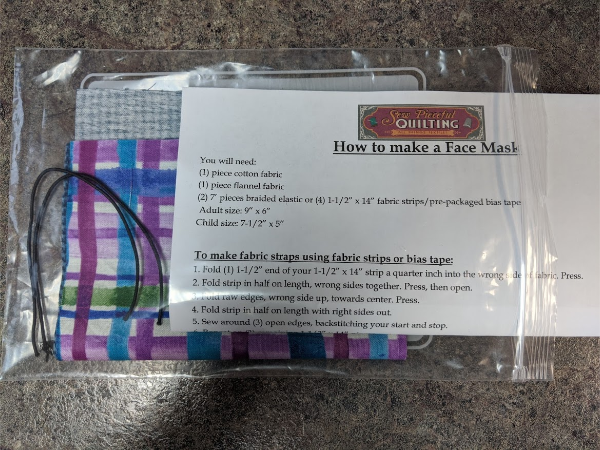 Sew Peaceful
QUILTING
How to make a Face Mask
You will need:
(1) piece cotton fabric
(1) piece flannel fabric
(2) 7" pieces braided elastic or (4) 1-1/2" x 14" fabric strips/pre-packaged bias tape
Adult size: 9" x 6"
Child size: 7-1/2" x 5"
To make fabric straps using fabric strips or bias tape:
1. Fold (1) 1-1/2" end of your 1-1/2" x 14" strip a quarter inch into the wrong side of fabric. Press.
2. Fold strip in half on length, wrong sides together. Press, then open.
3. Fold raw edges, wrong side up, towards center. Press.
4. Fold strip in half on length with right sides out.
5. Sew around (3) open edges, backstitching your start and stop.